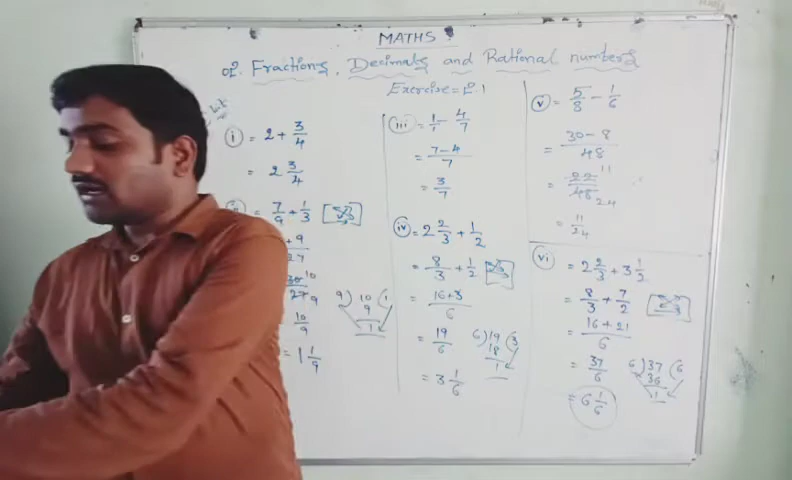 MATHS
02. Fractions, Decimals and Rational numbers
Exercise = 2.1
(i) = 2 + 3/4
= 2 3/4
= 7/9 + 1/3
+ 9
27
30 10
27 9
10/9
= 1 1/9
9) 10 (1
9
1
(iii) = 1/1 - 4/7
= 7-4/7
= 3/7
(iv) = 2 2/3 + 1/2
= 8/3 + 1/2
= 16+3/6
= 19/6
6) 19 (3
18
1
= 3 1/6
(v) = 5/8 - 1/6
= 30-8/48
= 22 11/48 24
= 11/24
(vi) = 2 2/3 + 3 1/2
= 8/3 + 7/2
= 16+21/6
= 37/6
6) 37 (6
36
1
= 6 1/6